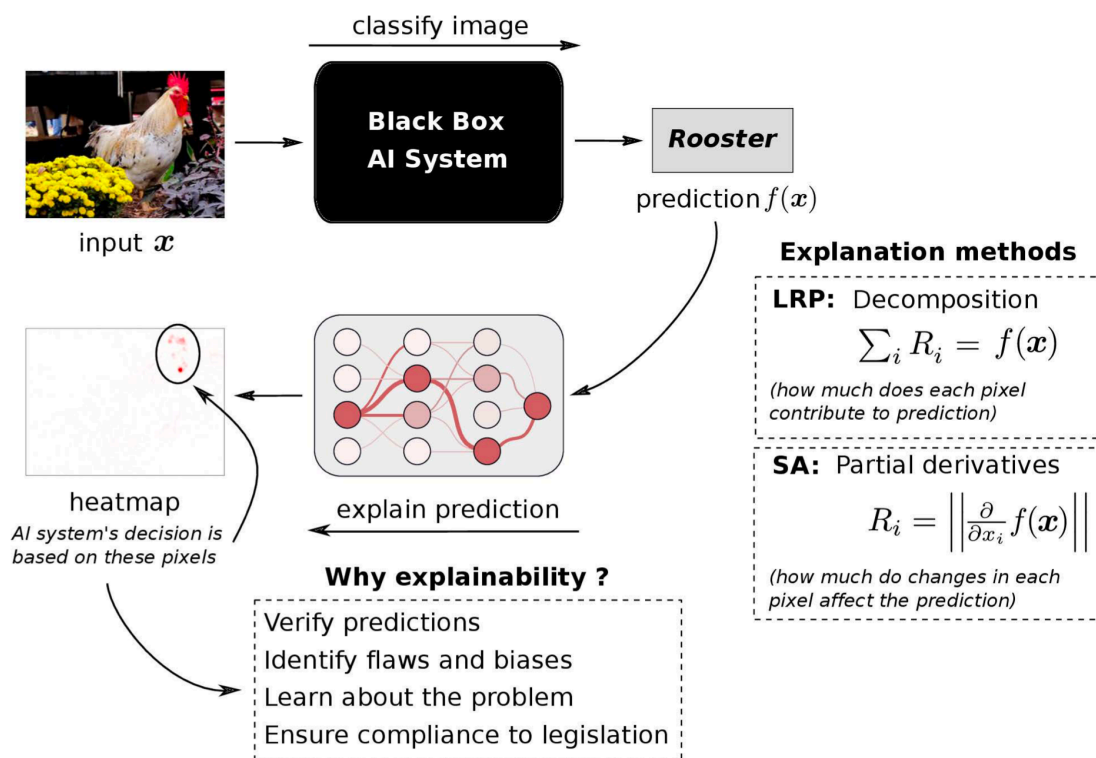 classify image
Black Box
AI System
Rooster
prediction f(x)
input x
Explanation methods
LRP: Decomposition
∑ᵢ Rᵢ = f(x)
(how much does each pixel
contribute to prediction)
SA: Partial derivatives
Rᵢ = ||∂/∂xᵢ f(x)||
(how much do changes in each
pixel affect the prediction)
heatmap
AI system's decision is
based on these pixels
explain prediction
Why explainability ?
Verify predictions
Identify flaws and biases
Learn about the problem
Ensure compliance to legislation